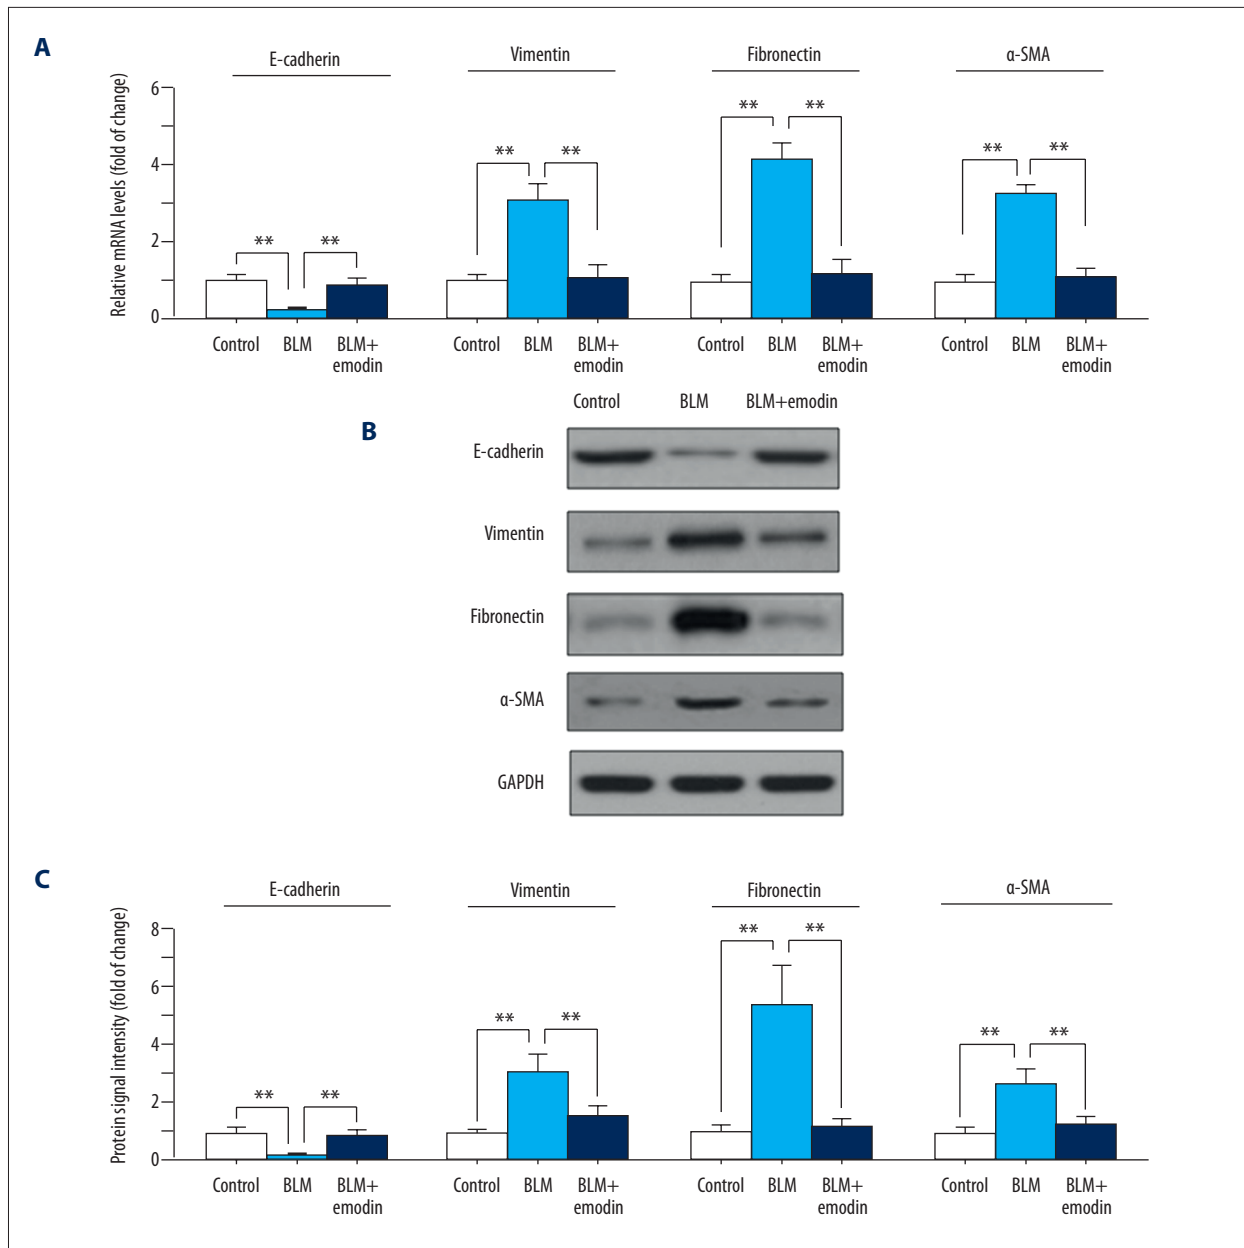 A
E-cadherin
Vimentin
Fibronectin
α-SMA
Relative mRNA levels (fold of change)
6
4
2
0
** ** ** ** ** ** ** **
Control BLM BLM+ emodin
Control BLM BLM+ emodin
Control BLM BLM+ emodin
Control BLM BLM+ emodin
B
Control BLM BLM+emodin
E-cadherin
Vimentin
Fibronectin
α-SMA
GAPDH
C
E-cadherin
Vimentin
Fibronectin
α-SMA
Protein signal intensity (fold of change)
8
6
4
2
0
** ** ** ** ** ** ** **
Control BLM BLM+ emodin
Control BLM BLM+ emodin
Control BLM BLM+ emodin
Control BLM BLM+ emodin